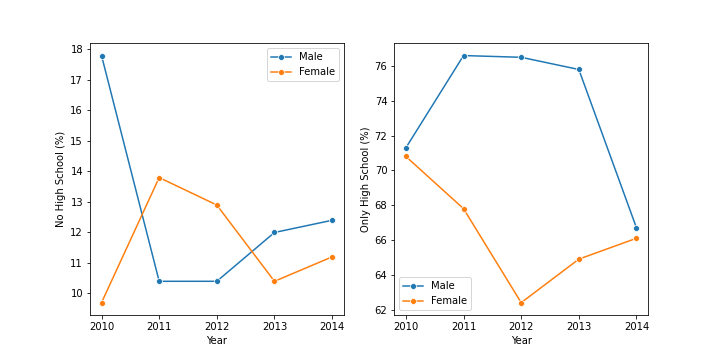 18
17
16
15
14
13
12
11
10
No High School (%)
Male
Female
2010 2011 2012 2013 2014
Year
76
74
72
70
68
66
64
62
Only High School (%)
Male
Female
2010 2011 2012 2013 2014
Year